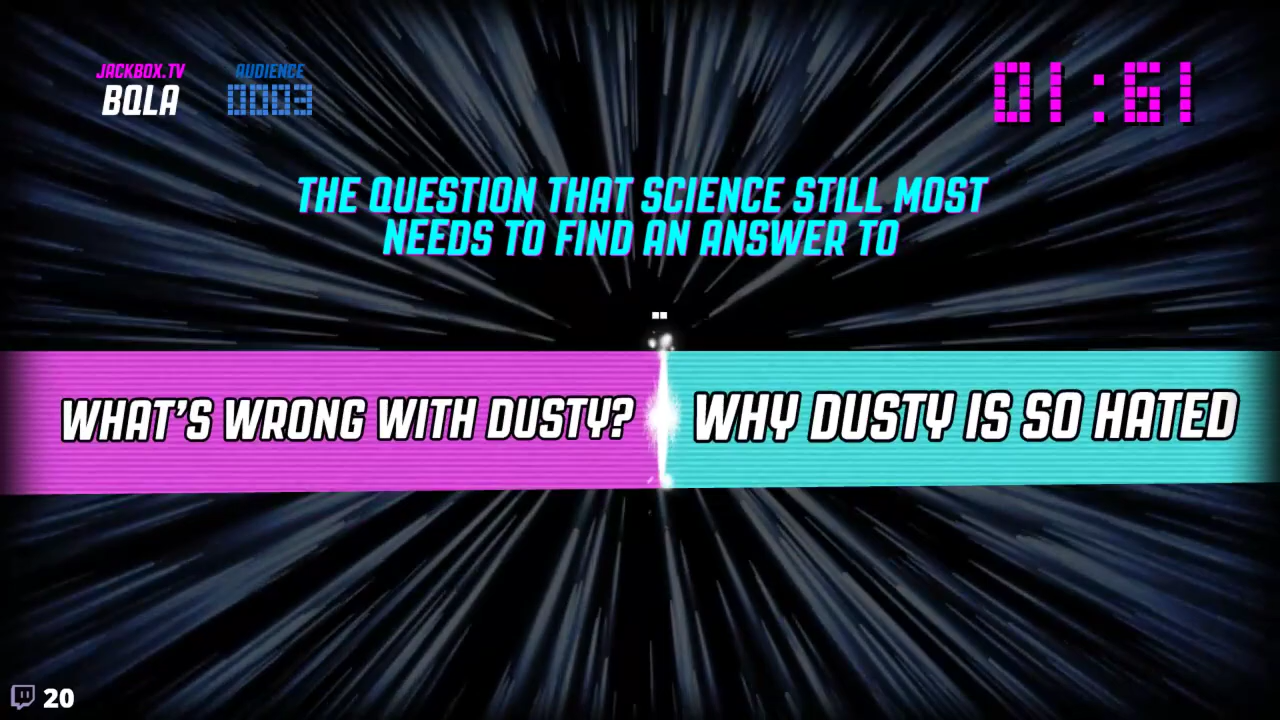 JACKBOX.TV
BQLA
AUDIENCE
0003
01:61
THE QUESTION THAT SCIENCE STILL MOST
NEEDS TO FIND AN ANSWER TO
WHAT'S WRONG WITH DUSTY?
WHY DUSTY IS SO HATED
20